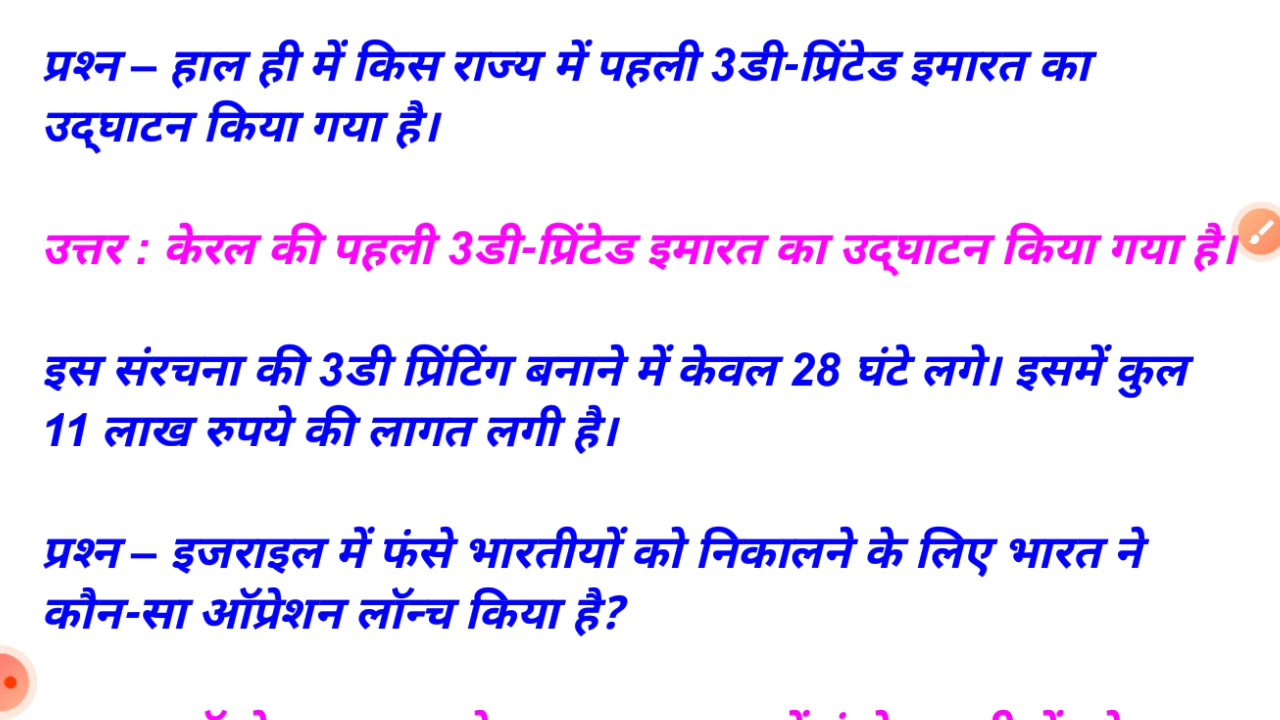 प्रश्न – हाल ही में किस राज्य में पहली 3डी-प्रिंटेड इमारत का
उद्घाटन किया गया है।
उत्तर : केरल की पहली 3डी-प्रिंटेड इमारत का उद्घाटन किया गया है।
इस संरचना की 3डी प्रिंटिंग बनाने में केवल 28 घंटे लगे। इसमें कुल
11 लाख रुपये की लागत लगी है।
प्रश्न – इजराइल में फंसे भारतीयों को निकालने के लिए भारत ने
कौन-सा ऑप्रेशन लॉन्च किया है?